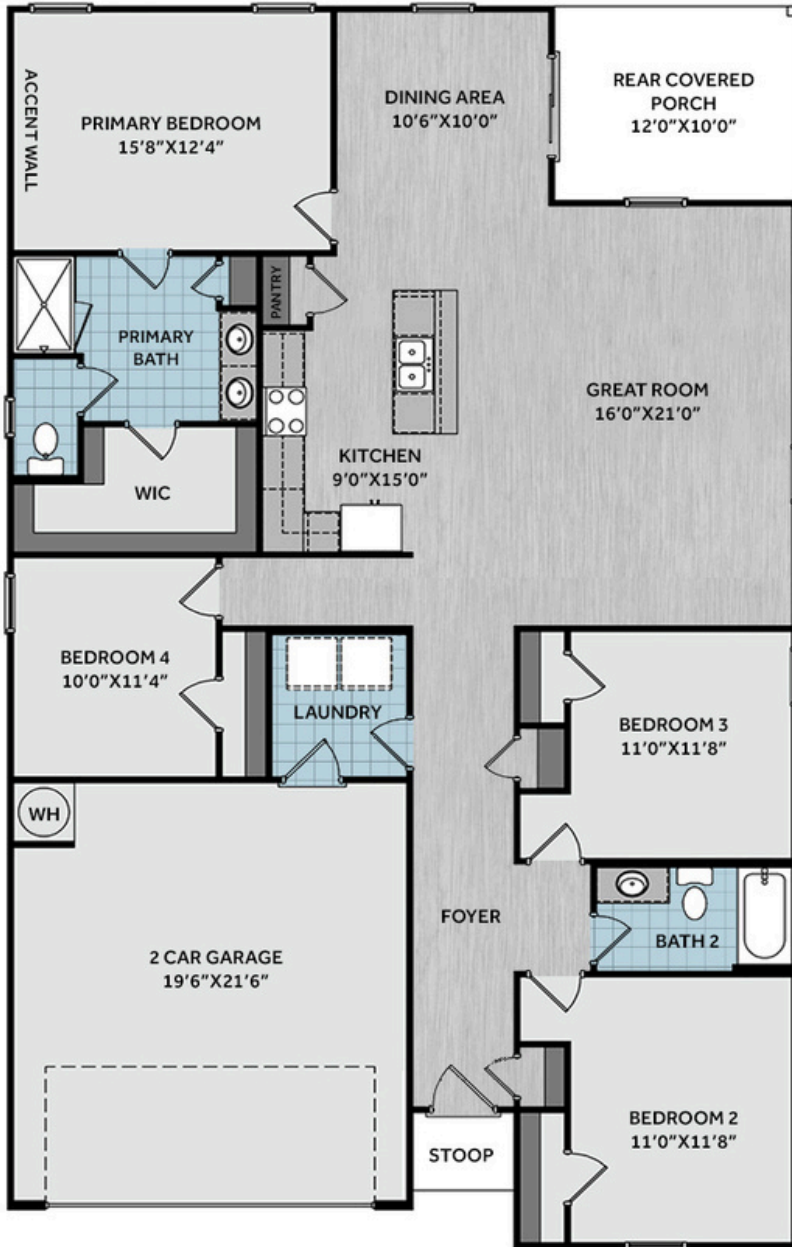 ACCENT WALL
PRIMARY BEDROOM
15'8"X12'4"
DINING AREA
10'6"X10'0"
REAR COVERED
PORCH
12'0"X10'0"
PRIMARY
BATH
PANTRY
GREAT ROOM
16'0"X21'0"
KITCHEN
9'0"X15'0"
WIC
BEDROOM 4
10'0"X11'4"
LAUNDRY
BEDROOM 3
11'0"X11'8"
WH
FOYER
BATH 2
2 CAR GARAGE
19'6"X21'6"
BEDROOM 2
11'0"X11'8"
STOOP